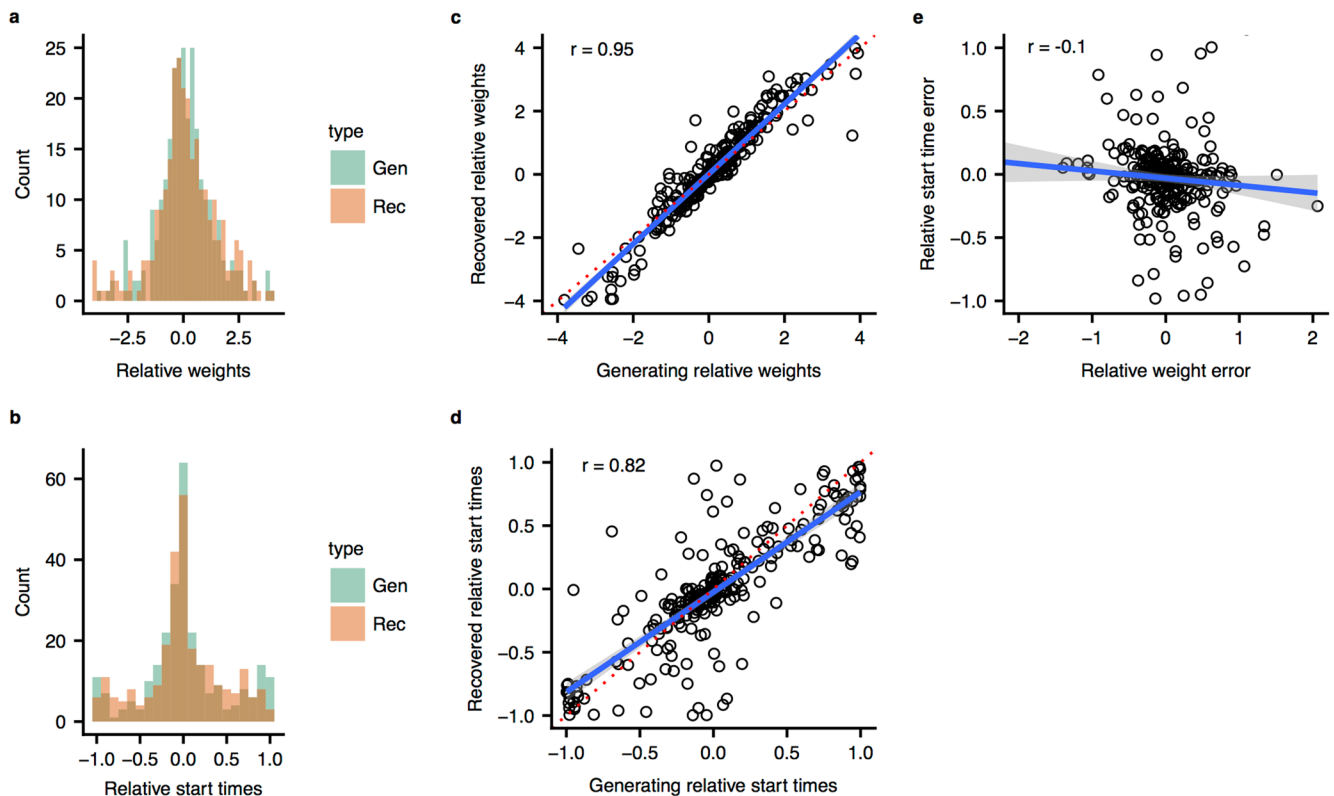 a
25
20
15
10
5
0
Count
−2.5
0.0
2.5
Relative weights
type
Gen
Rec
b
60
40
20
0
Count
−1.0
−0.5
0.0
0.5
1.0
Relative start times
type
Gen
Rec
c
r = 0.95
4
2
0
−2
−4
Recovered relative weights
−4
−2
0
2
4
Generating relative weights
d
r = 0.82
1.0
0.5
0.0
−0.5
−1.0
Recovered relative start times
−1.0
−0.5
0.0
0.5
1.0
Generating relative start times
e
r = -0.1
1.0
0.5
0.0
−0.5
−1.0
Relative start time error
−2
−1
0
1
2
Relative weight error